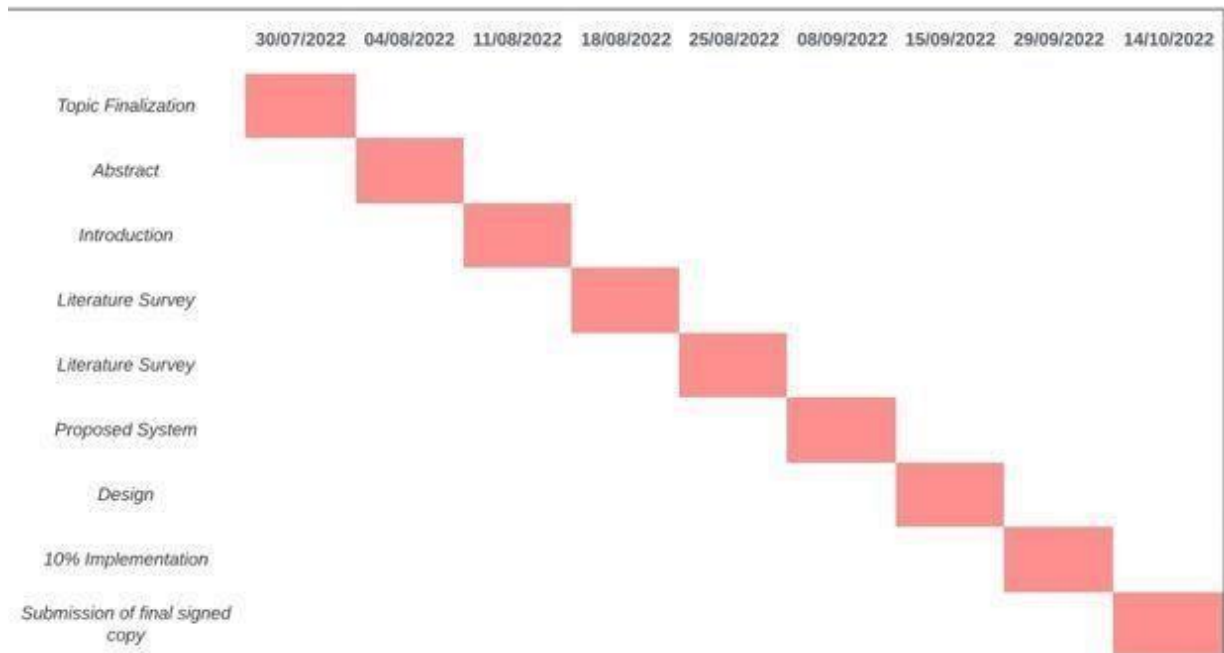 30/07/2022 04/08/2022 11/08/2022 18/08/2022 25/08/2022 08/09/2022 15/09/2022 29/09/2022 14/10/2022
Topic Finalization
Abstract
Introduction
Literature Survey
Literature Survey
Proposed System
Design
10% Implementation
Submission of final signed
copy